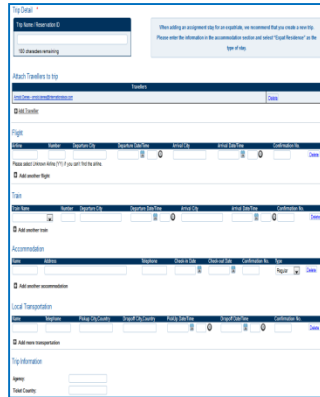 Trip Detail *
Trip Name / Reservation ID
100 characters remaining
When adding an assignment stay for an expatriate, we recommend that you create a new trip.
Please enter the information in the accommodation section and select "Expat Residence" as the
type of stay.
Attach Travellers to trip
Travellers
Delete
Add Traveller
Flight
Airline Number Departure City Departure Date/Time Arrival City Arrival Date/Time Confirmation No.
Delete
Please select Unknown Airline (YY) if you can't find the airline.
Add another flight
Train
Train Name Number Departure City Departure Date/Time Arrival City Arrival Date/Time Confirmation No.
Delete
Add another train
Accommodation
Name Address Telephone Check-in Date Check-out Date Confirmation No. Type
Regular Delete
Add another accommodation
Local Transportation
Name Telephone Pickup City,Country Dropoff City,Country PickUp Date/Time Dropoff Date/Time Confirmation No.
Delete
Add more transportation
Trip Information
Agency:
Ticket Country: